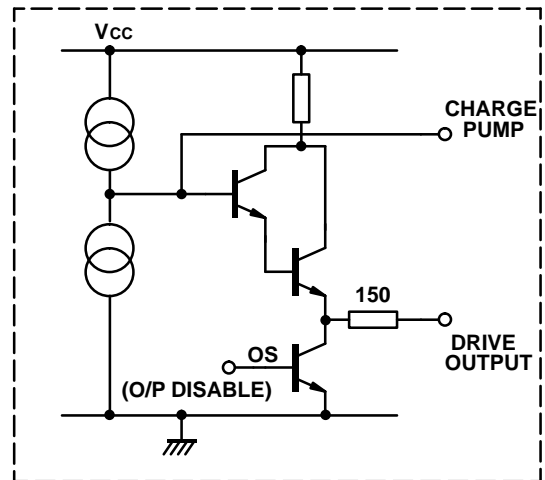 VCC
CHARGE
PUMP
150
OS
(O/P DISABLE)
DRIVE
OUTPUT